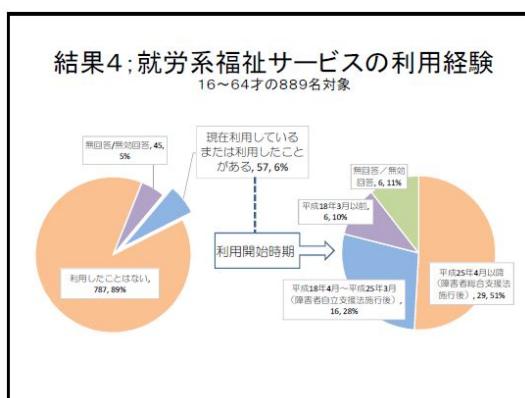 結果4;就労系福祉サービスの利用経験
16~64才の889名対象
無回答/無効回答, 45,
5%
現在利用している
または利用したこと
がある, 57, 6%
利用したことはない,
787, 89%
利用開始時期
無回答/無効
回答, 6, 11%
平成18年3月以前,
6, 10%
平成18年4月~平成25年3月
(障害者自立支援法施行後),
16, 28%
平成25年4月以降
(障害者総合支援法
施行後), 29, 51%